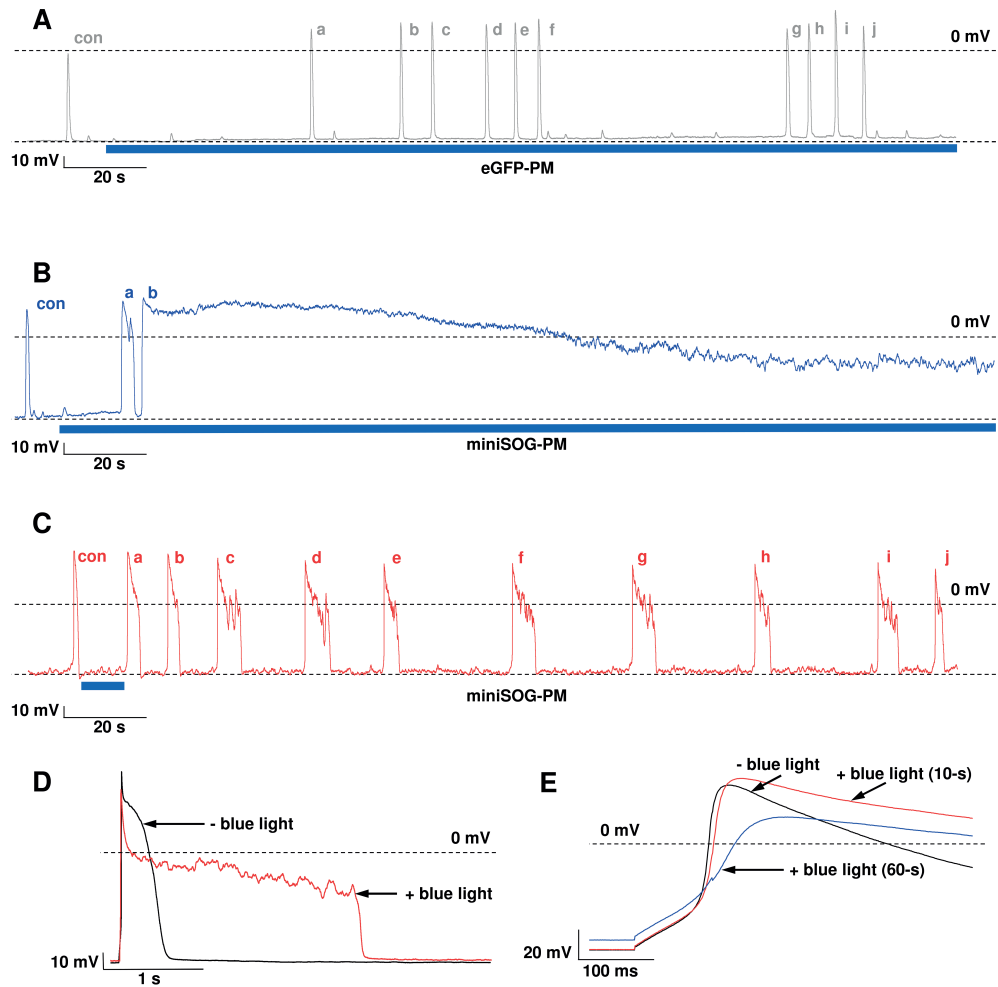 A
con
a
b
c
d
e
f
g
h
i
j
0 mV
10 mV
20 s
eGFP-PM
B
con
a
b
0 mV
10 mV
20 s
miniSOG-PM
C
con
a
b
c
d
e
f
g
h
i
j
0 mV
10 mV
20 s
miniSOG-PM
D
- blue light
0 mV
+ blue light
10 mV
1 s
E
- blue light
+ blue light (10-s)
0 mV
+ blue light (60-s)
20 mV
100 ms